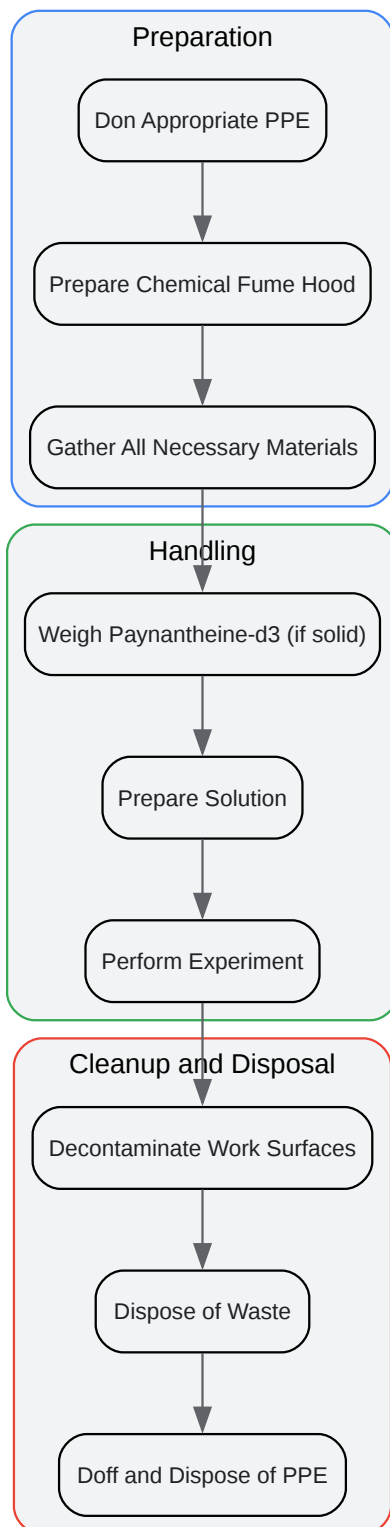 Preparation
Don Appropriate PPE
Prepare Chemical Fume Hood
Gather All Necessary Materials
Handling
Weigh Paynantheine-d3 (if solid)
Prepare Solution
Perform Experiment
Cleanup and Disposal
Decontaminate Work Surfaces
Dispose of Waste
Doff and Dispose of PPE